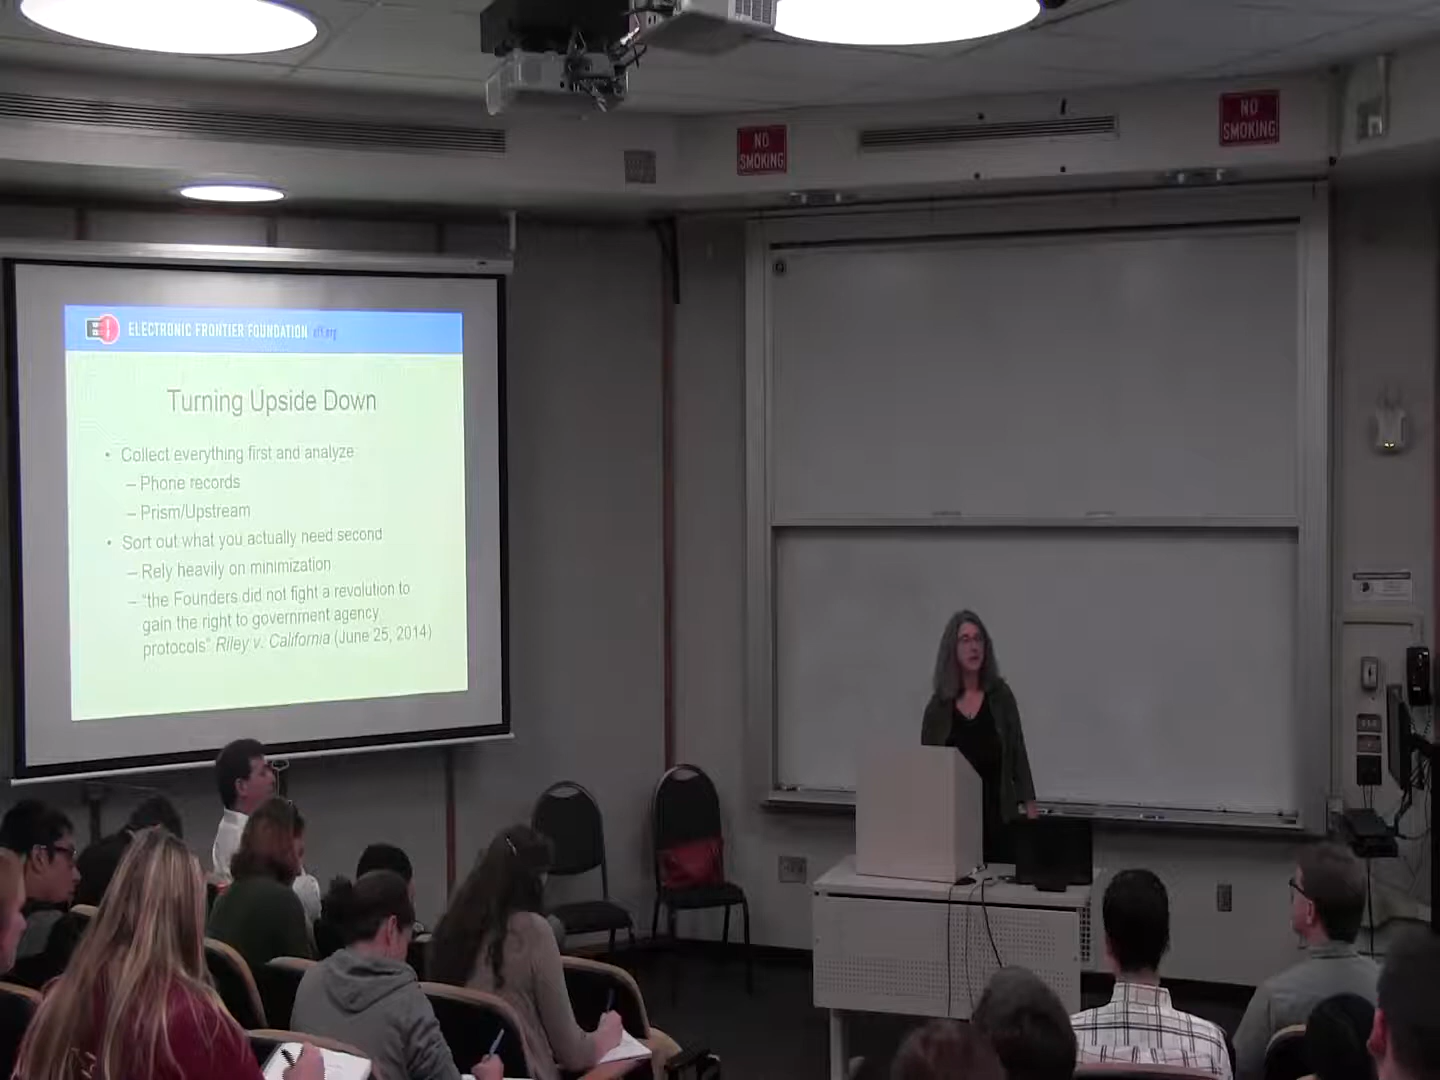 NO
SMOKING
NO
SMOKING
ELECTRONIC FRONTIER FOUNDATION eff.org
Turning Upside Down
• Collect everything first and analyze
– Phone records
– Prism/Upstream
• Sort out what you actually need second
– Rely heavily on minimization
– "the Founders did not fight a revolution to
gain the right to government agency
protocols" Riley v. California (June 25, 2014)